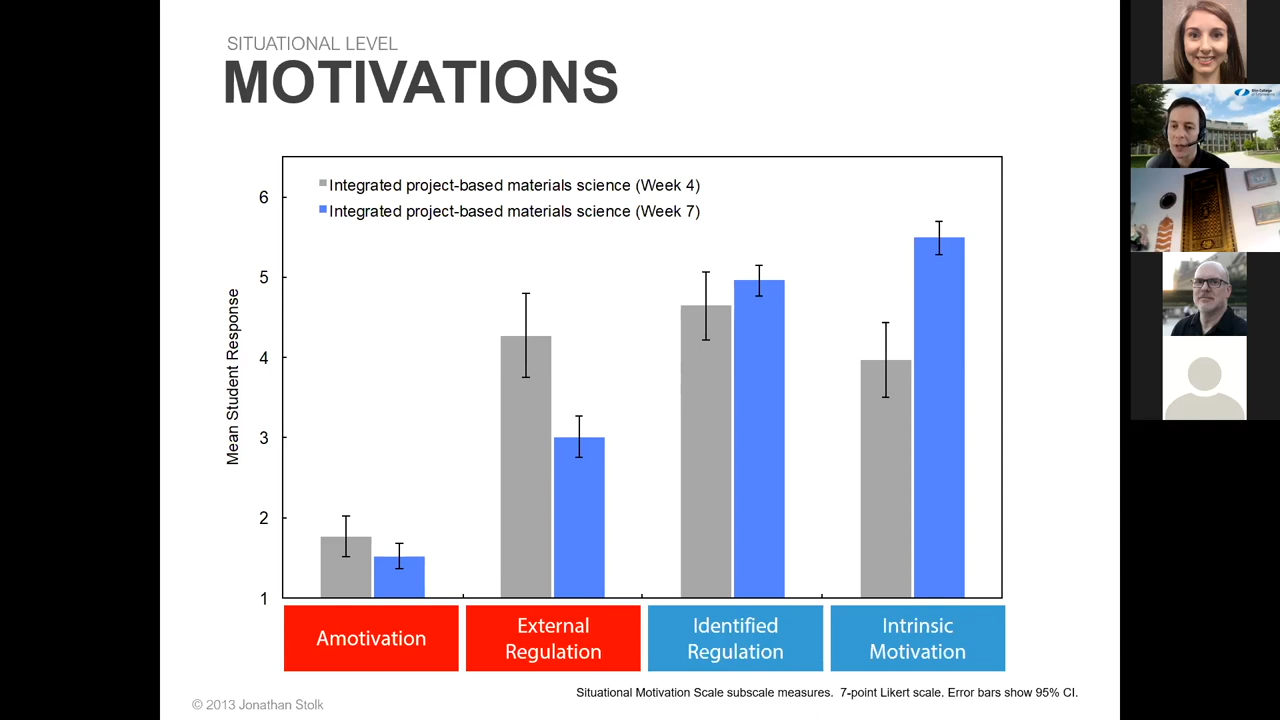 SITUATIONAL LEVEL
MOTIVATIONS
Integrated project-based materials science (Week 4)
Integrated project-based materials science (Week 7)
Mean Student Response
6
5
4
3
2
1
Amotivation
External
Regulation
Identified
Regulation
Intrinsic
Motivation
Situational Motivation Scale subscale measures. 7-point Likert scale. Error bars show 95% CI.
© 2013 Jonathan Stolk